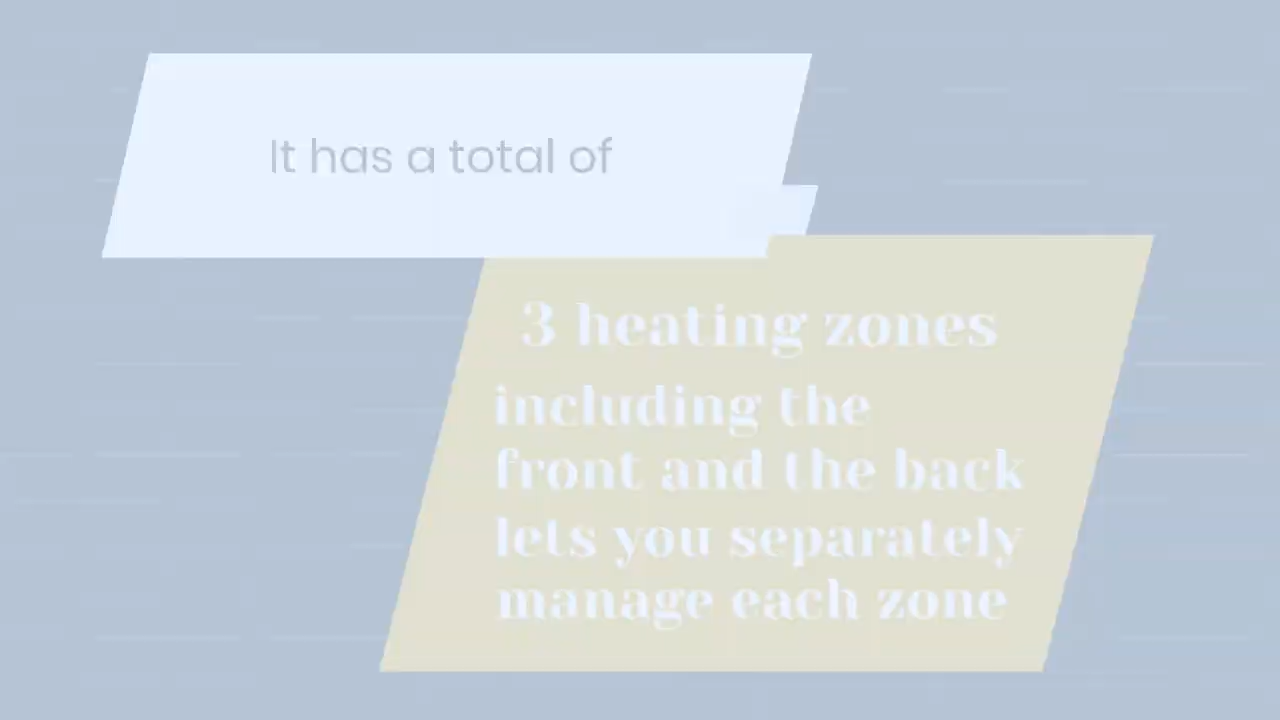 It has a total of
3 heating zones
including the
front and the back
lets you separately
manage each zone